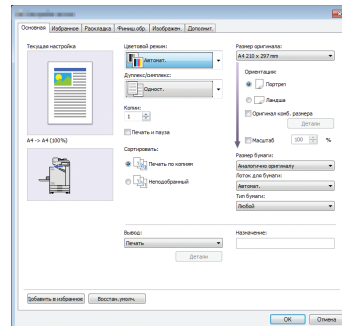 Основная Избранное Раскладка Финиш.обр. Изображен. Дополнит.
Текущая настройка
A4 -> A4 (100%)
Цветовой режим:
Автомат.
Дуплекс/симплекс:
Одност.
Копии:
1
Печать и пауза
Сортировать:
Печать по копиям
Неподобранный
Вывод:
Печать
Детали
Размер оригинала:
A4 210 x 297 mm
Ориентация:
Портрет
Ландша
Оригинал комб. размера
Детали
Масштаб 100 %
Размер бумаги:
Аналогично оригиналу
Лоток для бумаги:
Автомат.
Тип бумаги:
Любой
Назначение:
Добавить в избранное Восстан.умолч.
OK Отмена